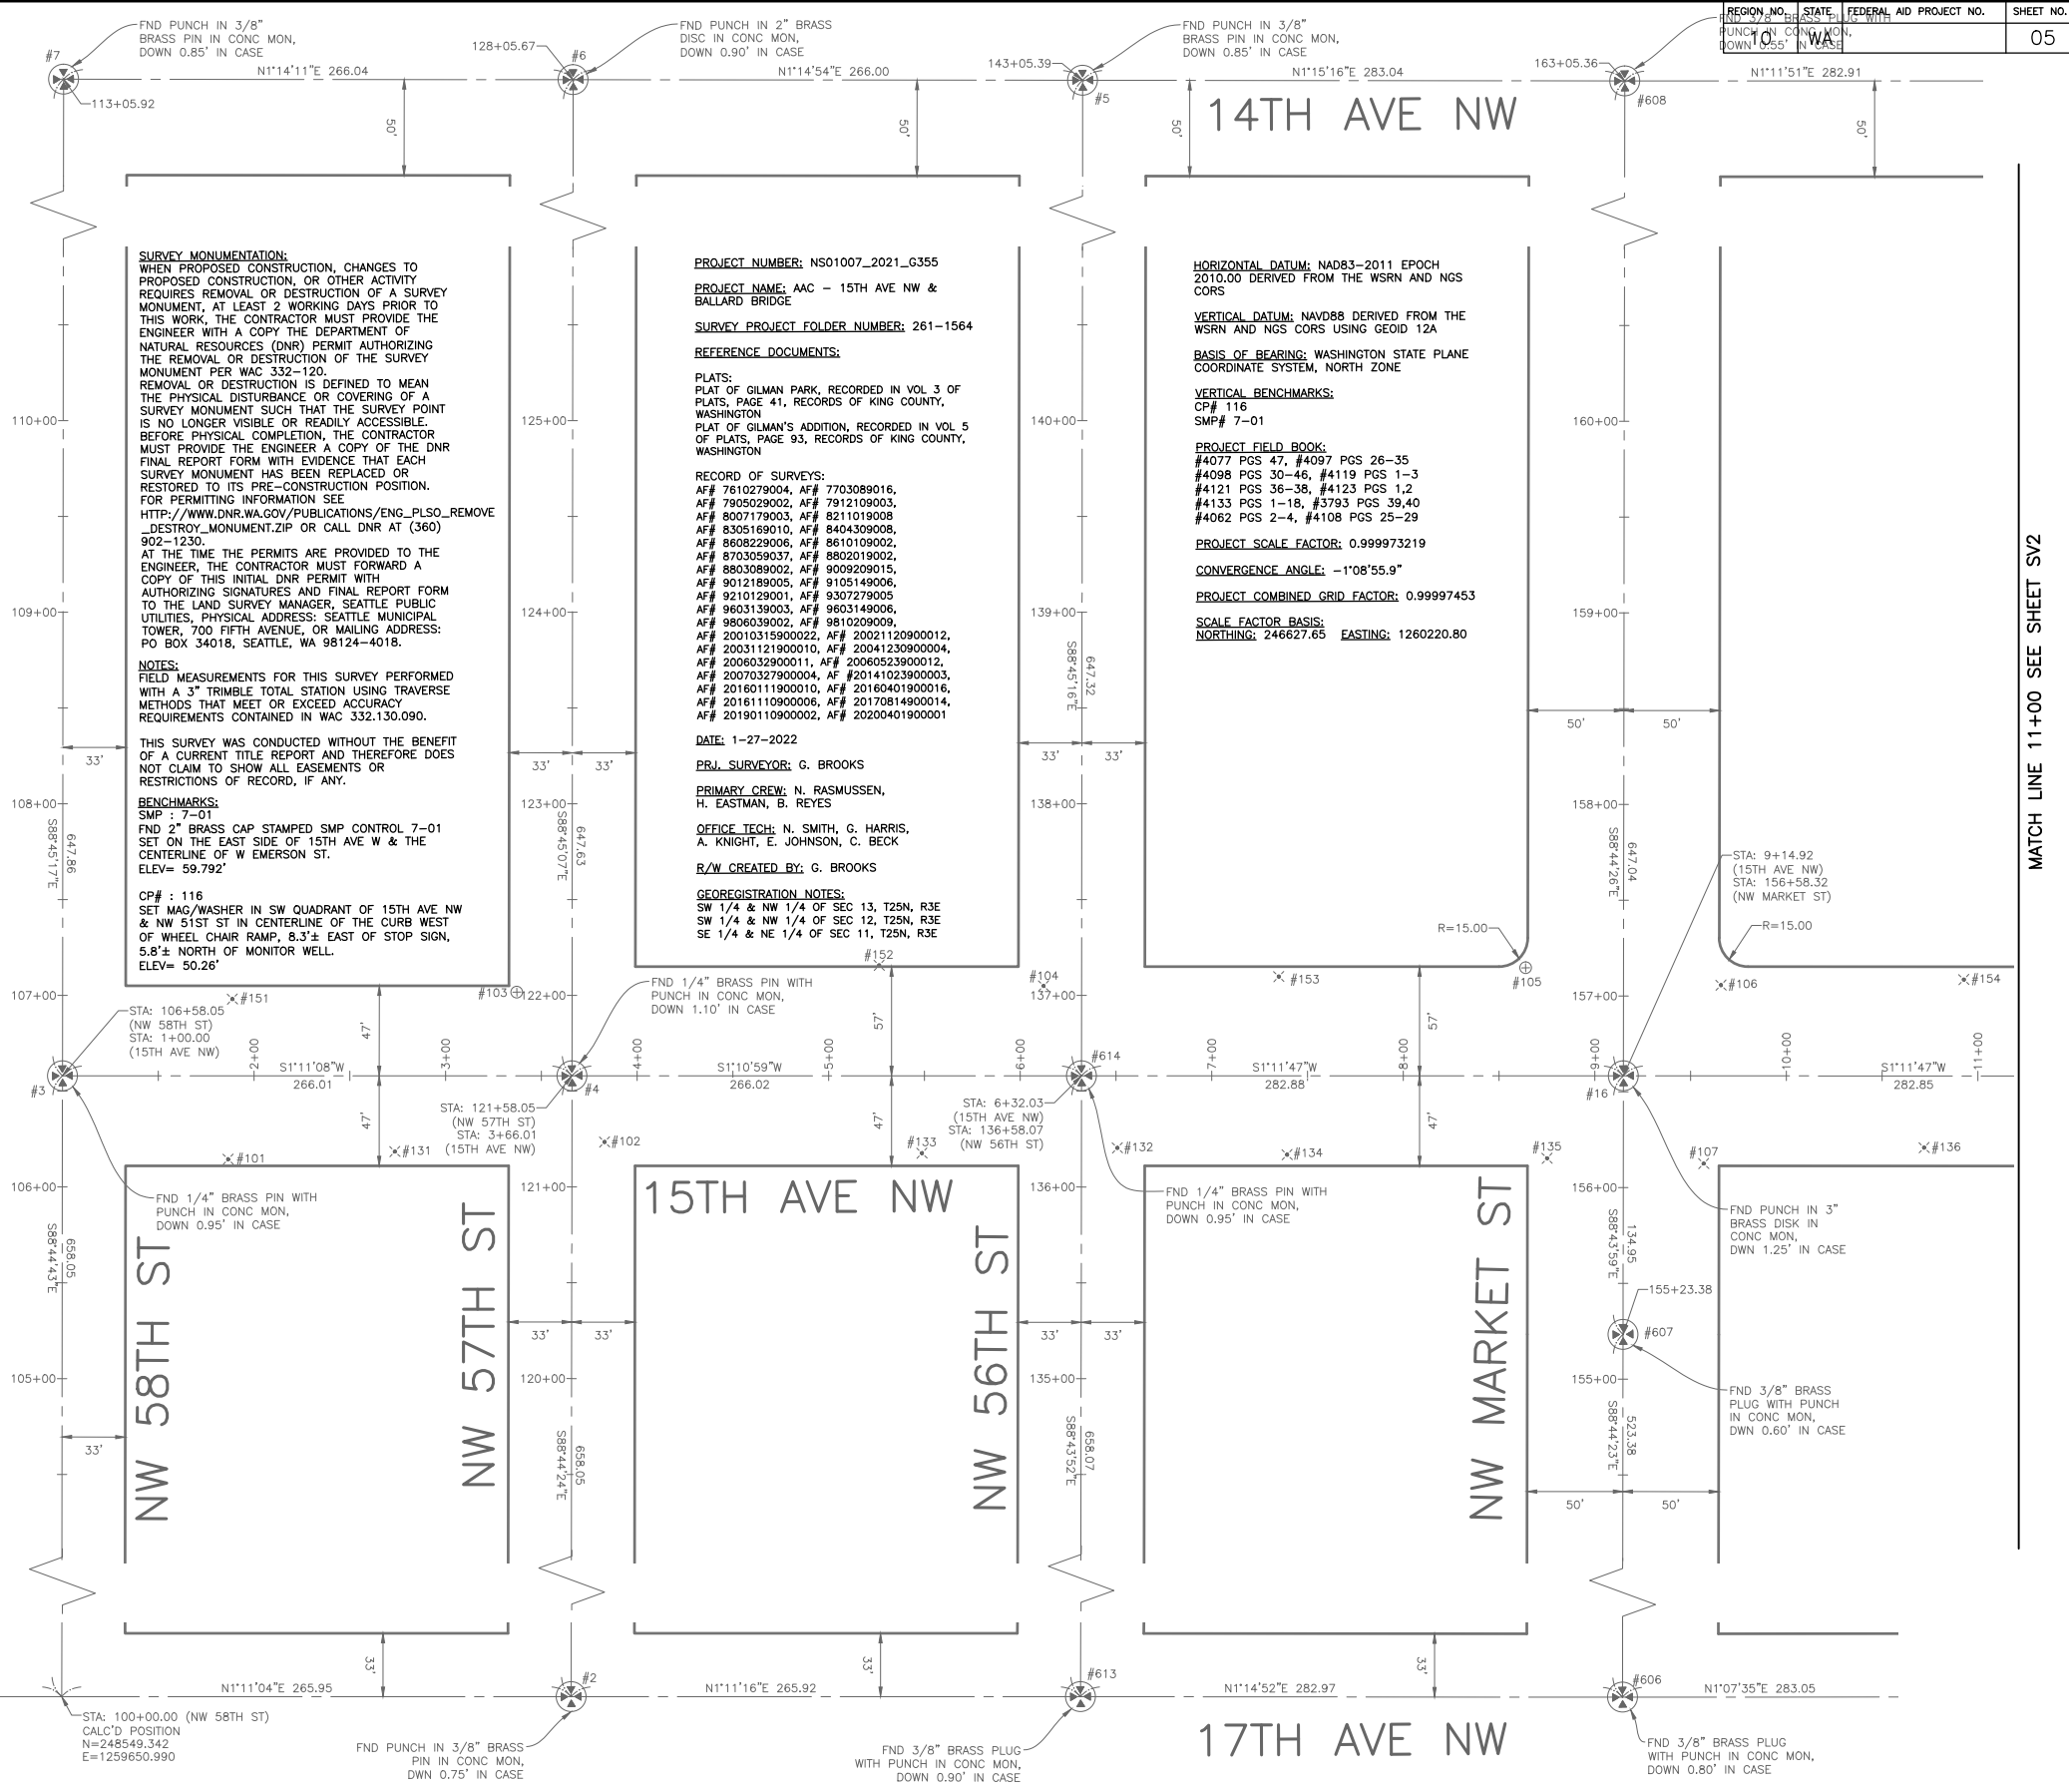 REGION NO. STATE FEDERAL AID PROJECT NO. SHEET NO.
10 WA 05
FND PUNCH IN 3/8"
BRASS PIN IN CONC MON,
DOWN 0.85' IN CASE
#7
113+05.92
N1°14'11"E 266.04
50'
FND PUNCH IN 2" BRASS
DISC IN CONC MON,
DOWN 0.90' IN CASE
128+05.67
#6
N1°14'54"E 266.00
50'
FND PUNCH IN 3/8"
BRASS PIN IN CONC MON,
DOWN 0.85' IN CASE
143+05.39
#5
N1°15'16"E 283.04
50'
FND 3/8" BRASS PLUG WITH
PUNCH IN CONC MON,
DOWN 0.55' IN CASE
163+05.36
#608
N1°11'51"E 282.91
50'
14TH AVE NW
SURVEY MONUMENTATION:
WHEN PROPOSED CONSTRUCTION, CHANGES TO
PROPOSED CONSTRUCTION, OR OTHER ACTIVITY
REQUIRES REMOVAL OR DESTRUCTION OF A SURVEY
MONUMENT, AT LEAST 2 WORKING DAYS PRIOR TO
THIS WORK, THE CONTRACTOR MUST PROVIDE THE
ENGINEER WITH A COPY THE DEPARTMENT OF
NATURAL RESOURCES (DNR) PERMIT AUTHORIZING
THE REMOVAL OR DESTRUCTION OF THE SURVEY
MONUMENT PER WAC 332-120.
REMOVAL OR DESTRUCTION IS DEFINED TO MEAN
THE PHYSICAL DISTURBANCE OR COVERING OF A
SURVEY MONUMENT SUCH THAT THE SURVEY POINT
IS NO LONGER VISIBLE OR READILY ACCESSIBLE.
BEFORE PHYSICAL COMPLETION, THE CONTRACTOR
MUST PROVIDE THE ENGINEER A COPY OF THE DNR
FINAL REPORT FORM WITH EVIDENCE THAT EACH
SURVEY MONUMENT HAS BEEN REPLACED OR
RESTORED TO ITS PRE-CONSTRUCTION POSITION.
FOR PERMITTING INFORMATION SEE
HTTP://WWW.DNR.WA.GOV/PUBLICATIONS/ENG_PLSO_REMOVE
_DESTROY_MONUMENT.ZIP OR CALL DNR AT (360)
902-1230.
AT THE TIME THE PERMITS ARE PROVIDED TO THE
ENGINEER, THE CONTRACTOR MUST FORWARD A
COPY OF THIS INITIAL DNR PERMIT WITH
AUTHORIZING SIGNATURES AND FINAL REPORT FORM
TO THE LAND SURVEY MANAGER, SEATTLE PUBLIC
UTILITIES, PHYSICAL ADDRESS: SEATTLE MUNICIPAL
TOWER, 700 FIFTH AVENUE, OR MAILING ADDRESS:
PO BOX 34018, SEATTLE, WA 98124-4018.
NOTES:
FIELD MEASUREMENTS FOR THIS SURVEY PERFORMED
WITH A 3" TRIMBLE TOTAL STATION USING TRAVERSE
METHODS THAT MEET OR EXCEED ACCURACY
REQUIREMENTS CONTAINED IN WAC 332.130.090.
THIS SURVEY WAS CONDUCTED WITHOUT THE BENEFIT
OF A CURRENT TITLE REPORT AND THEREFORE DOES
NOT CLAIM TO SHOW ALL EASEMENTS OR
RESTRICTIONS OF RECORD, IF ANY.
BENCHMARKS:
SMP : 7-01
FND 2" BRASS CAP STAMPED SMP CONTROL 7-01
SET ON THE EAST SIDE OF 15TH AVE W & THE
CENTERLINE OF W EMERSON ST.
ELEV= 59.792'
CP# : 116
SET MAG/WASHER IN SW QUADRANT OF 15TH AVE NW
& NW 51ST ST IN CENTERLINE OF THE CURB WEST
OF WHEEL CHAIR RAMP, 8.3'± EAST OF STOP SIGN,
5.8'± NORTH OF MONITOR WELL.
ELEV= 50.26'
PROJECT NUMBER: NS01007_2021_G355
PROJECT NAME: AAC - 15TH AVE NW &
BALLARD BRIDGE
SURVEY PROJECT FOLDER NUMBER: 261-1564
REFERENCE DOCUMENTS:
PLATS:
PLAT OF GILMAN PARK, RECORDED IN VOL 3 OF
PLATS, PAGE 41, RECORDS OF KING COUNTY,
WASHINGTON
PLAT OF GILMAN'S ADDITION, RECORDED IN VOL 5
OF PLATS, PAGE 93, RECORDS OF KING COUNTY,
WASHINGTON
RECORD OF SURVEYS:
AF# 7610279004, AF# 7703089016,
AF# 7905029002, AF# 7912109003,
AF# 8007179003, AF# 8211019008
AF# 8305169010, AF# 8404309008,
AF# 8608229006, AF# 8610109002,
AF# 8703059037, AF# 8802019002,
AF# 8803089002, AF# 9009209015,
AF# 9012189005, AF# 9105149006,
AF# 9210129001, AF# 9307279005
AF# 9603139003, AF# 9603149006,
AF# 9806039002, AF# 9810209009,
AF# 20010315900022, AF# 20021120900012,
AF# 20031121900010, AF# 20041230900004,
AF# 2006032900011, AF# 20060523900012,
AF# 20070327900004, AF #20141023900003,
AF# 20160111900010, AF# 20160401900016,
AF# 20161110900006, AF# 20170814900014,
AF# 20190110900002, AF# 20200401900001
DATE: 1-27-2022
PRJ. SURVEYOR: G. BROOKS
PRIMARY CREW: N. RASMUSSEN,
H. EASTMAN, B. REYES
OFFICE TECH: N. SMITH, G. HARRIS,
A. KNIGHT, E. JOHNSON, C. BECK
R/W CREATED BY: G. BROOKS
GEOREGISTRATION NOTES:
SW 1/4 & NW 1/4 OF SEC 13, T25N, R3E
SW 1/4 & NW 1/4 OF SEC 12, T25N, R3E
SE 1/4 & NE 1/4 OF SEC 11, T25N, R3E
HORIZONTAL DATUM: NAD83-2011 EPOCH
2010.00 DERIVED FROM THE WSRN AND NGS
CORS
VERTICAL DATUM: NAVD88 DERIVED FROM THE
WSRN AND NGS CORS USING GEOID 12A
BASIS OF BEARING: WASHINGTON STATE PLANE
COORDINATE SYSTEM, NORTH ZONE
VERTICAL BENCHMARKS:
CP# 116
SMP# 7-01
PROJECT FIELD BOOK:
#4077 PGS 47, #4097 PGS 26-35
#4098 PGS 30-46, #4119 PGS 1-3
#4121 PGS 36-38, #4123 PGS 1,2
#4133 PGS 1-18, #3793 PGS 39,40
#4062 PGS 2-4, #4108 PGS 25-29
PROJECT SCALE FACTOR: 0.999973219
CONVERGENCE ANGLE: -1°08'55.9"
PROJECT COMBINED GRID FACTOR: 0.99997453
SCALE FACTOR BASIS:
NORTHING: 246627.65 EASTING: 1260220.80
MATCH LINE 11+00 SEE SHEET SV2
110+00
109+00
108+00
107+00
106+00
105+00
647.86
S88°45'17"E
33'
125+00
124+00
123+00
122+00
121+00
120+00
647.63
S88°45'07"E
33' 33'
140+00
139+00
138+00
137+00
136+00
135+00
647.32
S88°45'16"E
33' 33'
160+00
159+00
158+00
157+00
156+00
155+00
647.04
S88°44'26"E
50' 50'
R=15.00
R=15.00
STA: 9+14.92
(15TH AVE NW)
STA: 156+58.32
(NW MARKET ST)
#151
#103
#152
#104
#153
#105
#106
#154
STA: 106+58.05
(NW 58TH ST)
STA: 1+00.00
(15TH AVE NW)
FND 1/4" BRASS PIN WITH
PUNCH IN CONC MON,
DOWN 1.10' IN CASE
47'
57'
57'
2+00
3+00
4+00
5+00
6+00
7+00
8+00
9+00
10+00
11+00
#3
S1°11'08"W
266.01
#4
S1°10'59"W
266.02
#614
S1°11'47"W
282.88
#16
S1°11'47"W
282.85
47'
47'
47'
STA: 121+58.05
(NW 57TH ST)
STA: 3+66.01
(15TH AVE NW)
STA: 6+32.03
(15TH AVE NW)
STA: 136+58.07
(NW 56TH ST)
#101
#131
#102
#133
#132
#134
#135
#107
#136
FND 1/4" BRASS PIN WITH
PUNCH IN CONC MON,
DOWN 0.95' IN CASE
15TH AVE NW
FND 1/4" BRASS PIN WITH
PUNCH IN CONC MON,
DOWN 0.95' IN CASE
FND PUNCH IN 3"
BRASS DISK IN
CONC MON,
DWN 1.25' IN CASE
658.05
S88°44'43"E
33'
NW 58TH ST
NW 57TH ST
33' 33'
658.05
S88°44'24"E
NW 56TH ST
33' 33'
658.07
S88°43'52"E
NW MARKET ST
134.95
S88°43'59"E
155+23.38
#607
FND 3/8" BRASS
PLUG WITH PUNCH
IN CONC MON,
DWN 0.60' IN CASE
523.38
S88°44'23"E
50' 50'
33'
33'
33'
N1°11'04"E 265.95
#2
N1°11'16"E 265.92
#613
N1°14'52"E 282.97
#606
N1°07'35"E 283.05
STA: 100+00.00 (NW 58TH ST)
CALC'D POSITION
N=248549.342
E=1259650.990
FND PUNCH IN 3/8" BRASS
PIN IN CONC MON,
DWN 0.75' IN CASE
FND 3/8" BRASS PLUG
WITH PUNCH IN CONC MON,
DOWN 0.90' IN CASE
17TH AVE NW
FND 3/8" BRASS PLUG
WITH PUNCH IN CONC MON,
DOWN 0.80' IN CASE